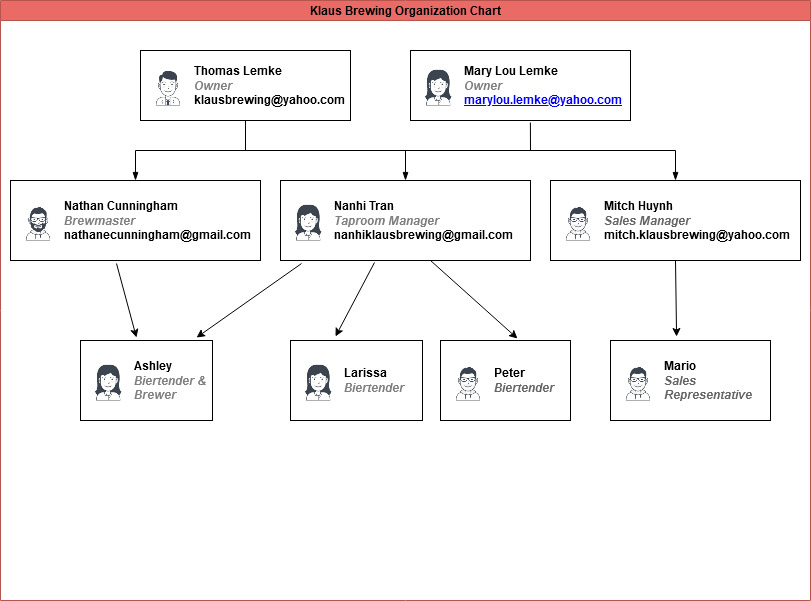 Klaus Brewing Organization Chart
Thomas Lemke
Owner
klausbrewing@yahoo.com
Mary Lou Lemke
Owner
marylou.lemke@yahoo.com
Nathan Cunningham
Brewmaster
nathanecunningham@gmail.com
Nanhi Tran
Taproom Manager
nanhiklausbrewing@gmail.com
Mitch Huynh
Sales Manager
mitch.klausbrewing@yahoo.com
Ashley
Biertender &
Brewer
Larissa
Biertender
Peter
Biertender
Mario
Sales
Representative